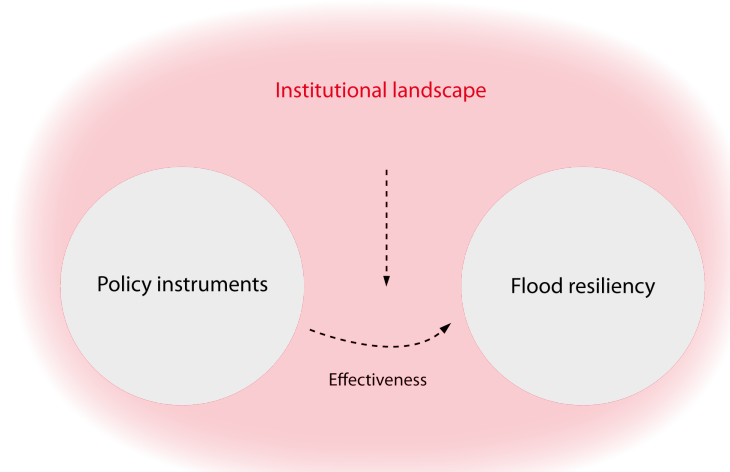 Institutional landscape
Policy instruments
Flood resiliency
Effectiveness